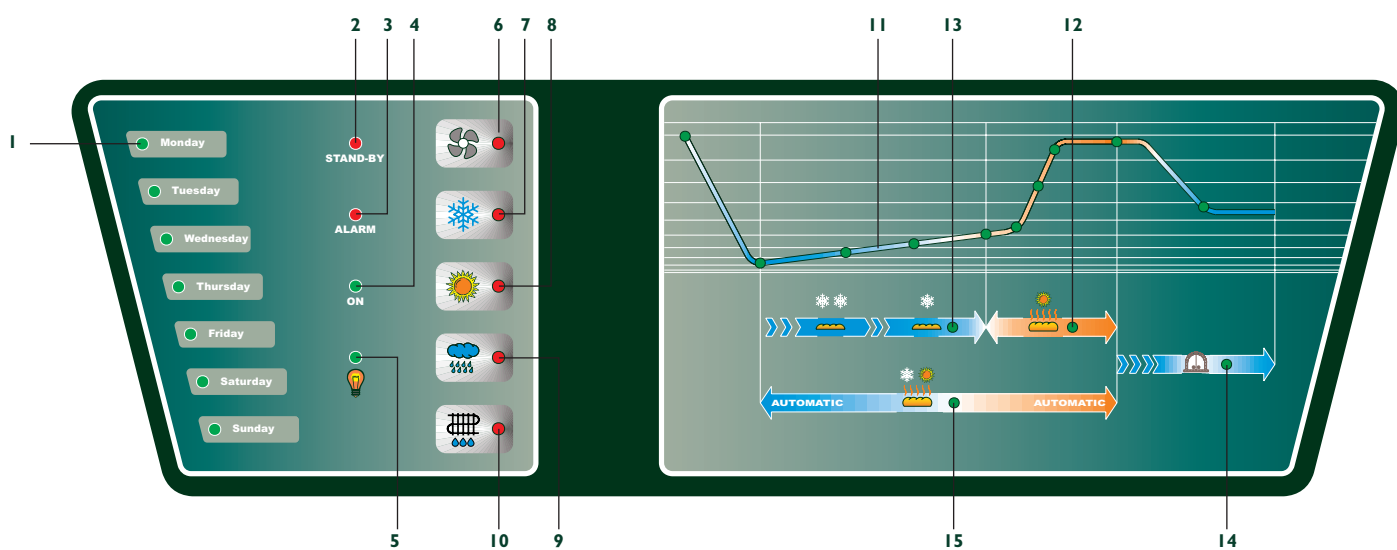 2 3 4 6 7 8 11 13 12
1
Monday
Tuesday
Wednesday
Thursday
Friday
Saturday
Sunday
STAND-BY
ALARM
ON
AUTOMATIC AUTOMATIC
5 10 9 15 14